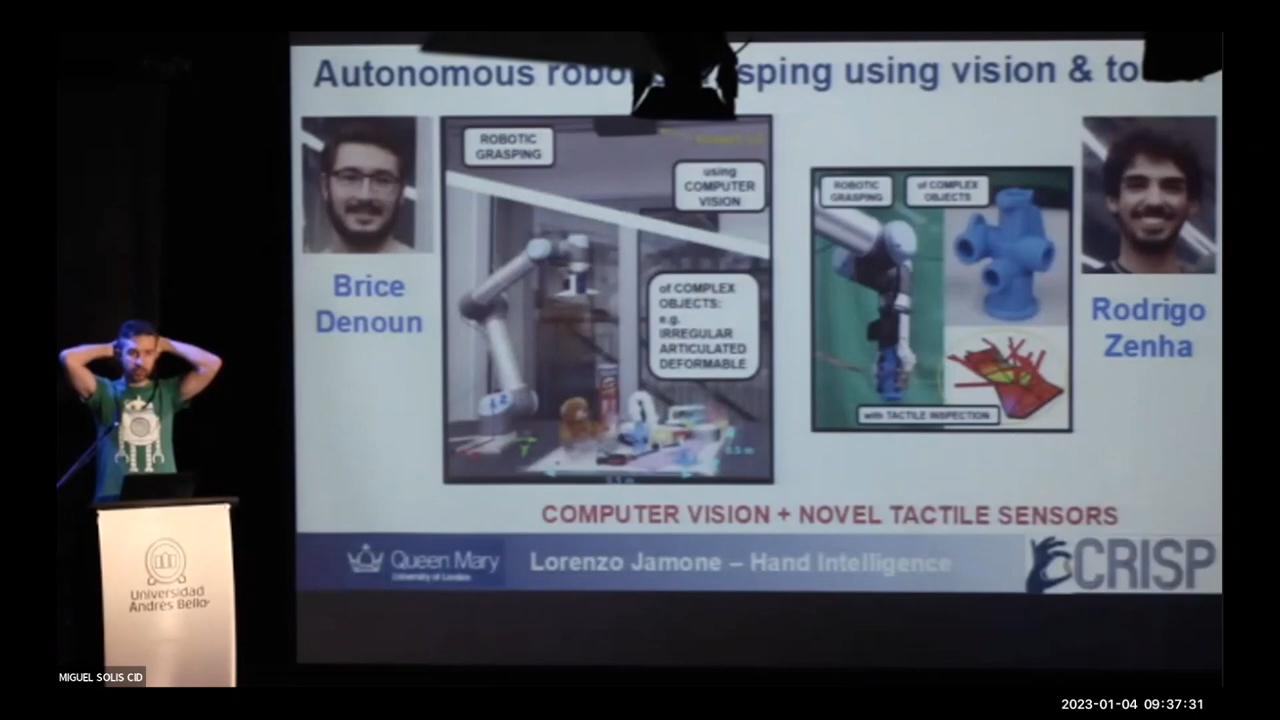 Autonomous sping using vision &
ROBOTIC
GRASPING
using
COMPUTER
VISION
of COMPLEX
OBJECTS:
e.g.
IRREGULAR
ARTICULATED
DEFORMABLE
ROBOTIC
GRASPING
of COMPLEX
OBJECTS
with TACTILE INSPECTION
Brice
Denoun
Rodrigo
Zenha
COMPUTER VISION + NOVEL TACTILE SENSORS
Queen Mary
University of London
Lorenzo Jamone – Hand Intelligence
CRISP
Universidad
Andrés Bello
MIGUEL SOLIS CID
2023-01-04 09:37:31